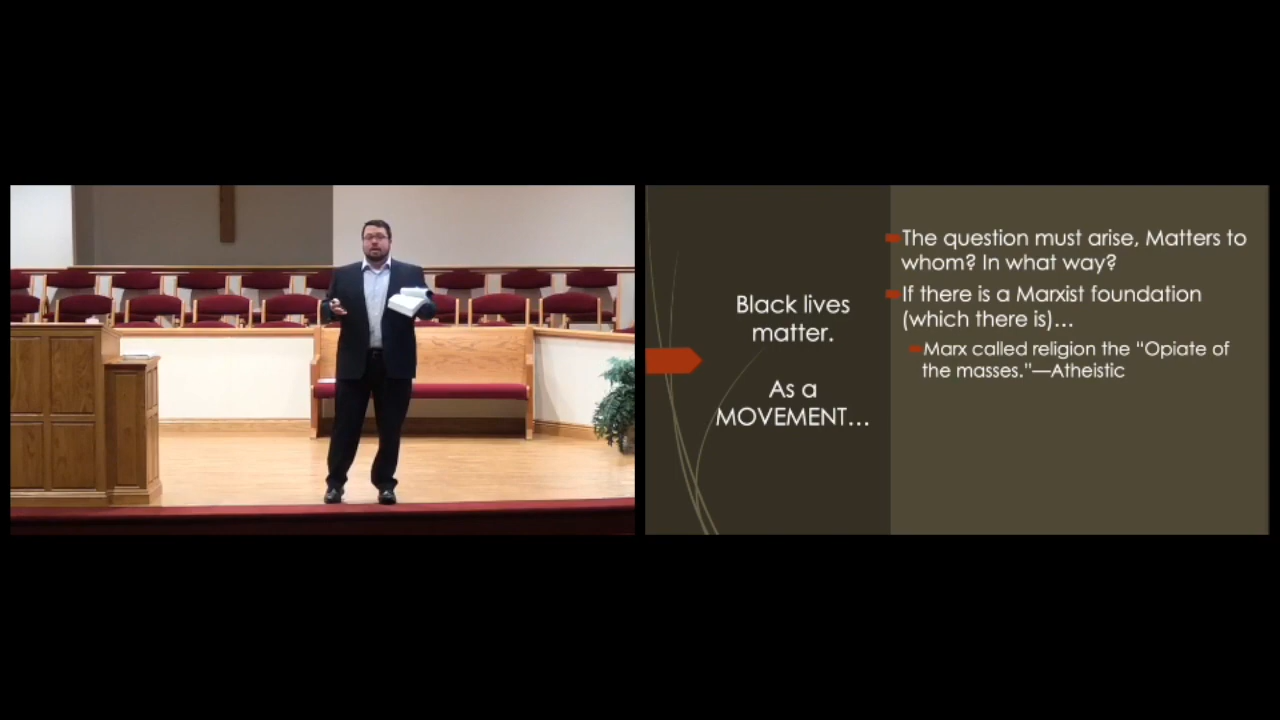 Black lives
matter.
As a
MOVEMENT...
The question must arise, Matters to
whom? In what way?
If there is a Marxist foundation
(which there is)...
Marx called religion the "Opiate of
the masses."—Atheistic